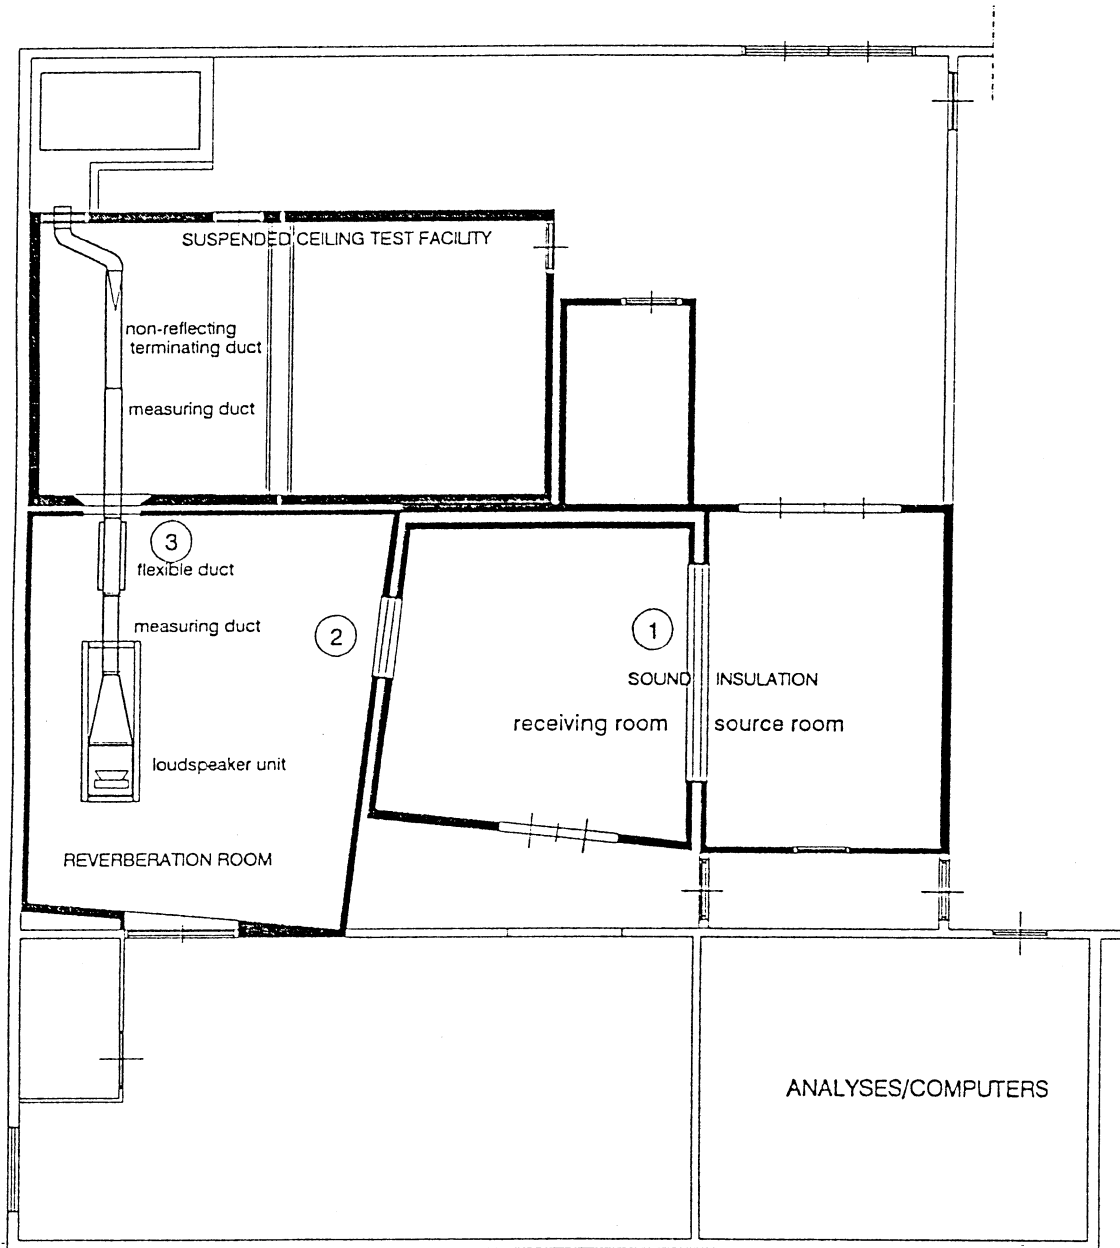 SUSPENDED CEILING TEST FACILITY
non-reflecting
terminating duct
measuring duct
3
flexible duct
measuring duct
2
1
SOUND INSULATION
receiving room
source room
loudspeaker unit
REVERBERATION ROOM
ANALYSES/COMPUTERS